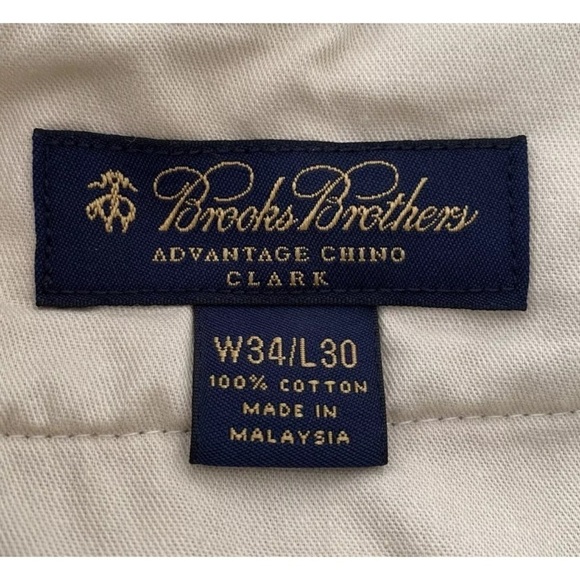 Brooks Brothers
ADVANTAGE CHINO
CLARK
W34/L30
100% COTTON
MADE IN
MALAYSIA